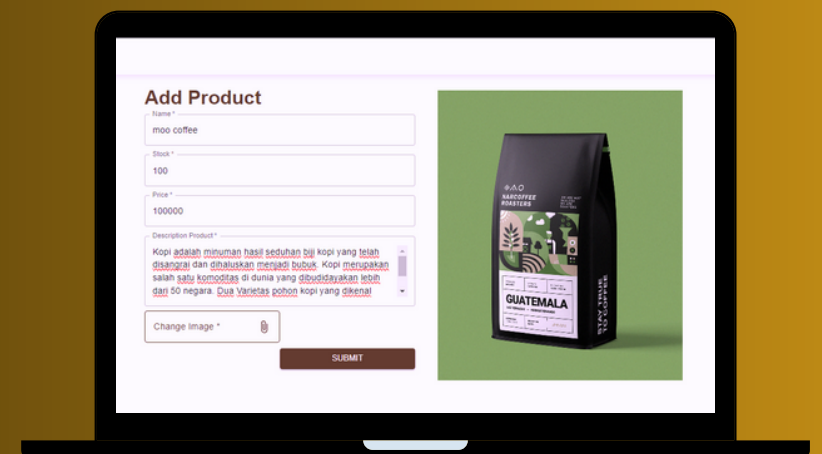 Add Product
Name *
moo coffee
Stock *
100
Price *
100000
Description Product *
Kopi adalah minuman hasil seduhan biji kopi yang telah
disangrai dan dihaluskan menjadi bubuk. Kopi merupakan
salah satu komoditas di dunia yang dibudidayakan lebih
dari 50 negara. Dua Varietas pohon kopi yang dikenal
Change Image *
SUBMIT
NARCOFFEE
ROASTERS
GUATEMALA
STAY TRUE
TO COFFEE